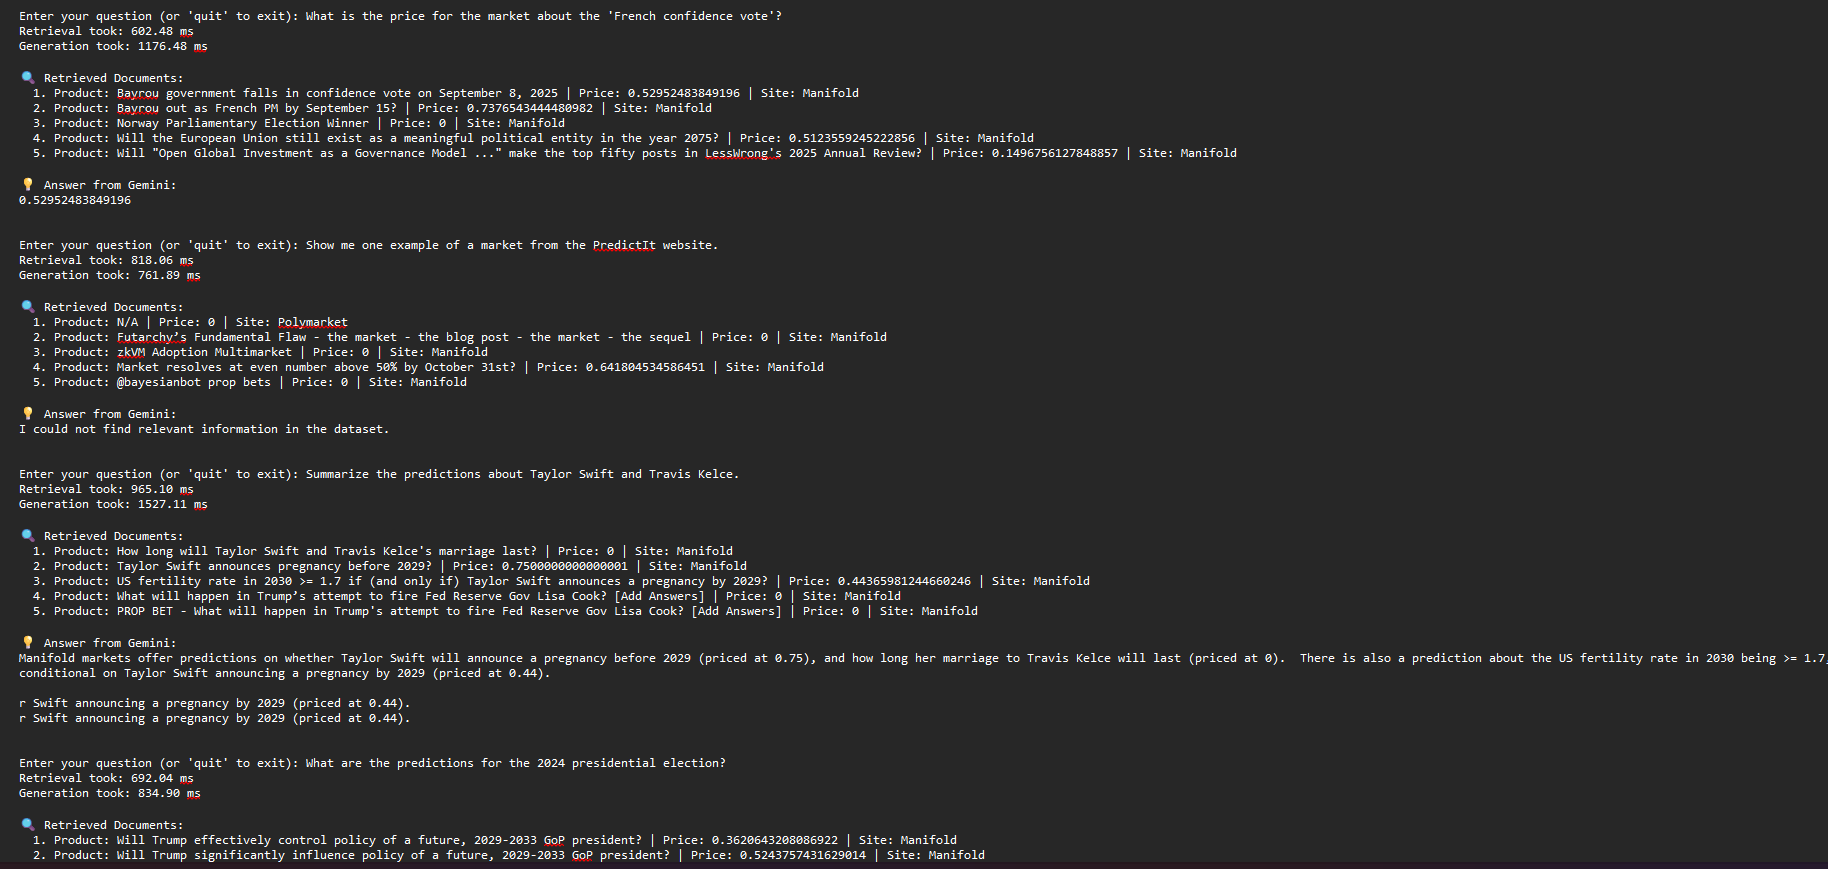 Enter your question (or 'quit' to exit): What is the price for the market about the 'French confidence vote'?
Retrieval took: 602.48 ms
Generation took: 1176.48 ms
🔍 Retrieved Documents:
1. Product: Bayrou government falls in confidence vote on September 8, 2025 | Price: 0.52952483849196 | Site: Manifold
2. Product: Bayrou out as French PM by September 15? | Price: 0.7376543444480982 | Site: Manifold
3. Product: Norway Parliamentary Election Winner | Price: 0 | Site: Manifold
4. Product: Will the European Union still exist as a meaningful political entity in the year 2075? | Price: 0.5123559245222856 | Site: Manifold
5. Product: Will "Open Global Investment as a Governance Model ..." make the top fifty posts in LessWrong's 2025 Annual Review? | Price: 0.1496756127848857 | Site: Manifold
💡 Answer from Gemini:
0.52952483849196
Enter your question (or 'quit' to exit): Show me one example of a market from the PredictIt website.
Retrieval took: 818.06 ms
Generation took: 761.89 ms
🔍 Retrieved Documents:
1. Product: N/A | Price: 0 | Site: Polymarket
2. Product: Futarchy’s Fundamental Flaw - the market - the blog post - the market - the sequel | Price: 0 | Site: Manifold
3. Product: zkVM Adoption Multimarket | Price: 0 | Site: Manifold
4. Product: Market resolves at even number above 50% by October 31st? | Price: 0.641804534586451 | Site: Manifold
5. Product: @bayesianbot prop bets | Price: 0 | Site: Manifold
💡 Answer from Gemini:
I could not find relevant information in the dataset.
Enter your question (or 'quit' to exit): Summarize the predictions about Taylor Swift and Travis Kelce.
Retrieval took: 965.10 ms
Generation took: 1527.11 ms
🔍 Retrieved Documents:
1. Product: How long will Taylor Swift and Travis Kelce's marriage last? | Price: 0 | Site: Manifold
2. Product: Taylor Swift announces pregnancy before 2029? | Price: 0.7500000000000001 | Site: Manifold
3. Product: US fertility rate in 2030 >= 1.7 if (and only if) Taylor Swift announces a pregnancy by 2029? | Price: 0.44365981244660246 | Site: Manifold
4. Product: What will happen in Trump’s attempt to fire Fed Reserve Gov Lisa Cook? [Add Answers] | Price: 0 | Site: Manifold
5. Product: PROP BET - What will happen in Trump's attempt to fire Fed Reserve Gov Lisa Cook? [Add Answers] | Price: 0 | Site: Manifold
💡 Answer from Gemini:
Manifold markets offer predictions on whether Taylor Swift will announce a pregnancy before 2029 (priced at 0.75), and how long her marriage to Travis Kelce will last (priced at 0).  There is also a prediction about the US fertility rate in 2030 being >= 1.7,
conditional on Taylor Swift announcing a pregnancy by 2029 (priced at 0.44).
r Swift announcing a pregnancy by 2029 (priced at 0.44).
r Swift announcing a pregnancy by 2029 (priced at 0.44).
Enter your question (or 'quit' to exit): What are the predictions for the 2024 presidential election?
Retrieval took: 692.04 ms
Generation took: 834.90 ms
🔍 Retrieved Documents:
1. Product: Will Trump effectively control policy of a future, 2029-2033 GoP president? | Price: 0.3620643208086922 | Site: Manifold
2. Product: Will Trump significantly influence policy of a future, 2029-2033 GoP president? | Price: 0.5243757431629014 | Site: Manifold